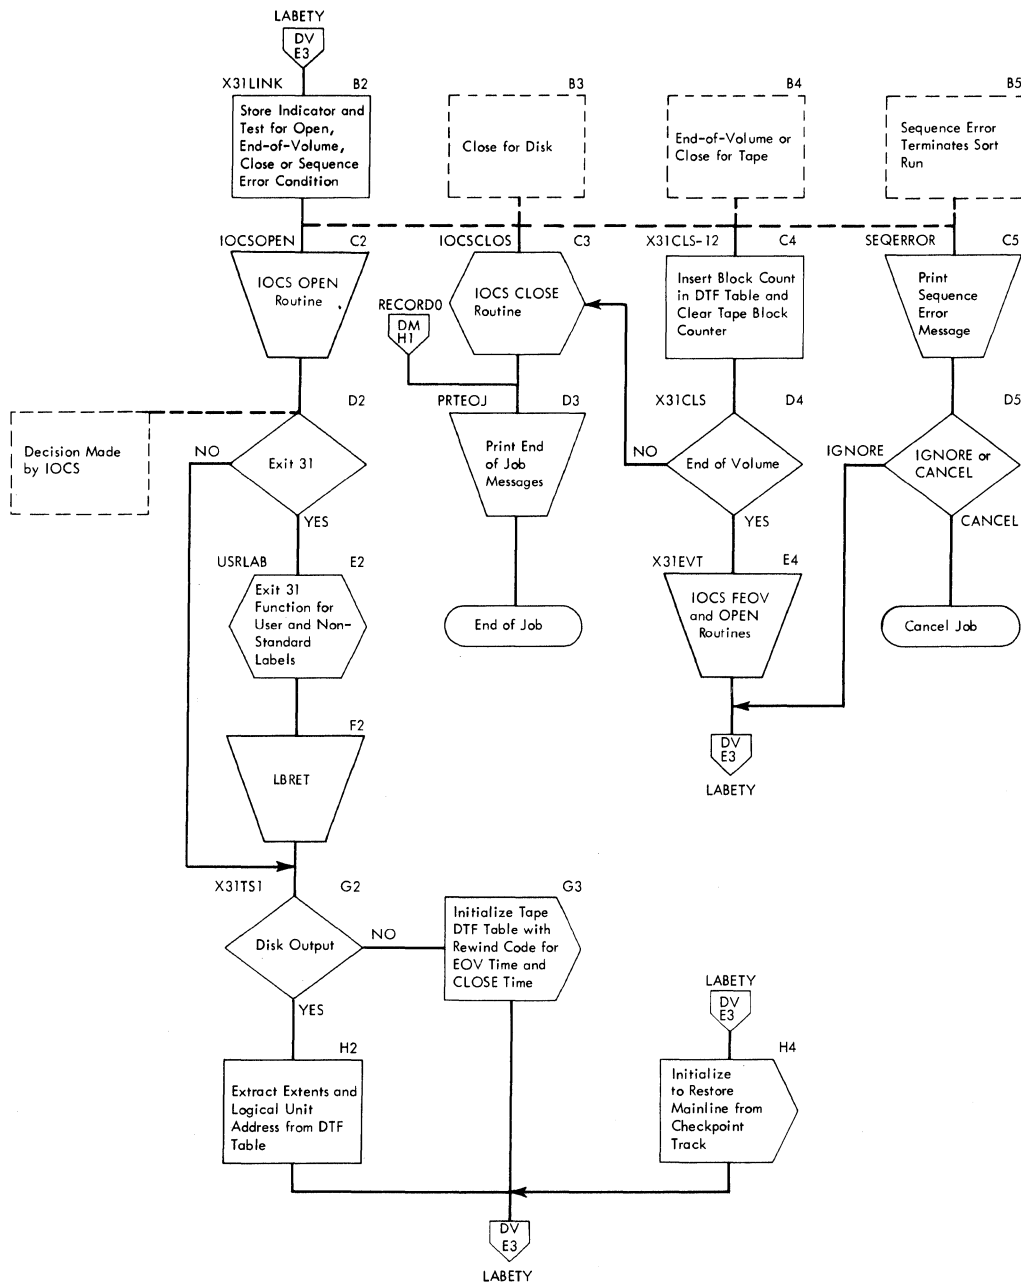 LABETY
DV
E3
X31LINK
B2
Store Indicator and
Test for Open,
End-of-Volume,
Close or Sequence
Error Condition
B3
Close for Disk
B4
End-of-Volume or
Close for Tape
B5
Sequence Error
Terminates Sort
Run
IOCSOPEN
C2
IOCS OPEN
Routine
IOCSCLOS
C3
IOCS CLOSE
Routine
X31CLS-12
C4
Insert Block Count
in DTF Table and
Clear Tape Block
Counter
SEQERROR
C5
Print
Sequence
Error
Message
RECORD0
DM
H1
Decision Made
by IOCS
D2
NO
Exit 31
YES
PRTEOJ
D3
Print End
of Job
Messages
X31CLS
D4
NO
End of Volume
YES
D5
IGNORE
IGNORE or
CANCEL
CANCEL
USRLAB
E2
Exit 31
Function for
User and Non-
Standard
Labels
End of Job
X31EVT
E4
IOCS FEOV
and OPEN
Routines
Cancel Job
F2
LBRET
DV
E3
LABETY
X31TS1
G2
Disk Output
NO
YES
G3
Initialize Tape
DTF Table with
Rewind Code for
EOV Time and
CLOSE Time
LABETY
DV
E3
H2
Extract Extents and
Logical Unit
Address from DTF
Table
H4
Initialize
to Restore
Mainline from
Checkpoint
Track
DV
E3
LABETY